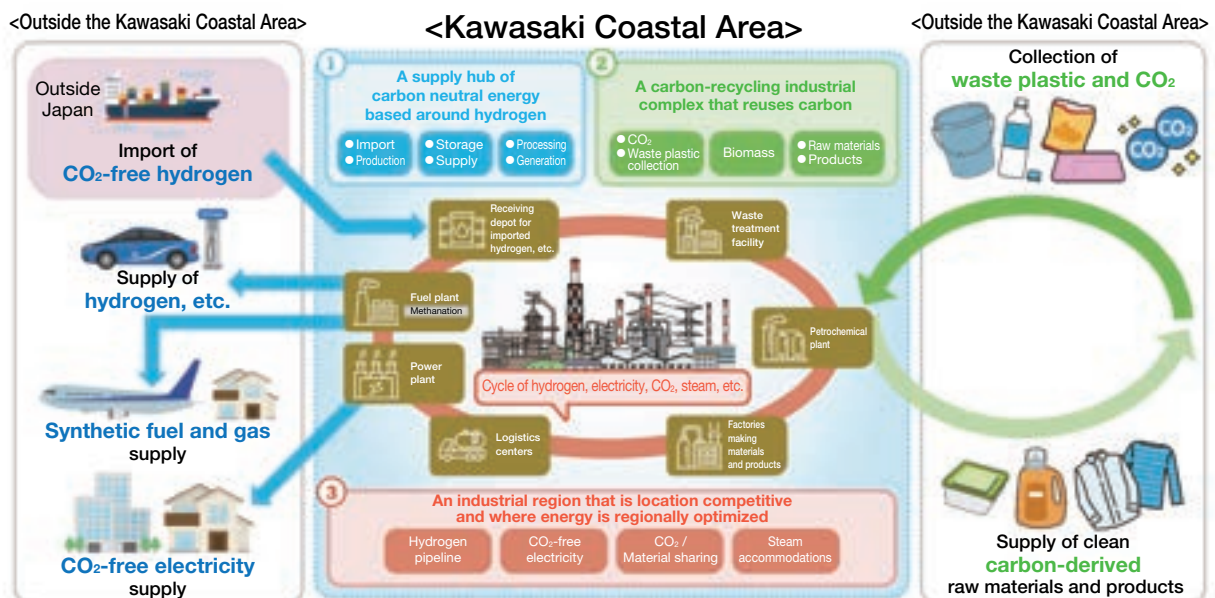 <Outside the Kawasaki Coastal Area>
Outside
Japan
Import of
CO₂-free hydrogen
Supply of
hydrogen, etc.
Synthetic fuel and gas
supply
CO₂-free electricity
supply
<Kawasaki Coastal Area>
1
A supply hub of
carbon neutral energy
based around hydrogen
● Import
● Production
● Storage
● Supply
● Processing
● Generation
2
A carbon-recycling industrial
complex that reuses carbon
● CO₂
● Waste plastic
collection
Biomass
● Raw materials
● Products
Receiving
depot for
imported
hydrogen, etc.
Waste
treatment
facility
Fuel plant
Methanation
Petrochemical
plant
Power
plant
Cycle of hydrogen, electricity, CO₂, steam, etc.
Logistics
centers
Factories
making
materials
and products
3
An industrial region that is location competitive
and where energy is regionally optimized
Hydrogen
pipeline
CO₂-free
electricity
CO₂ /
Material sharing
Steam
accommodations
<Outside the Kawasaki Coastal Area>
Collection of
waste plastic and CO₂
CO₂
CO₂
CO₂
Supply of clean
carbon-derived
raw materials and products